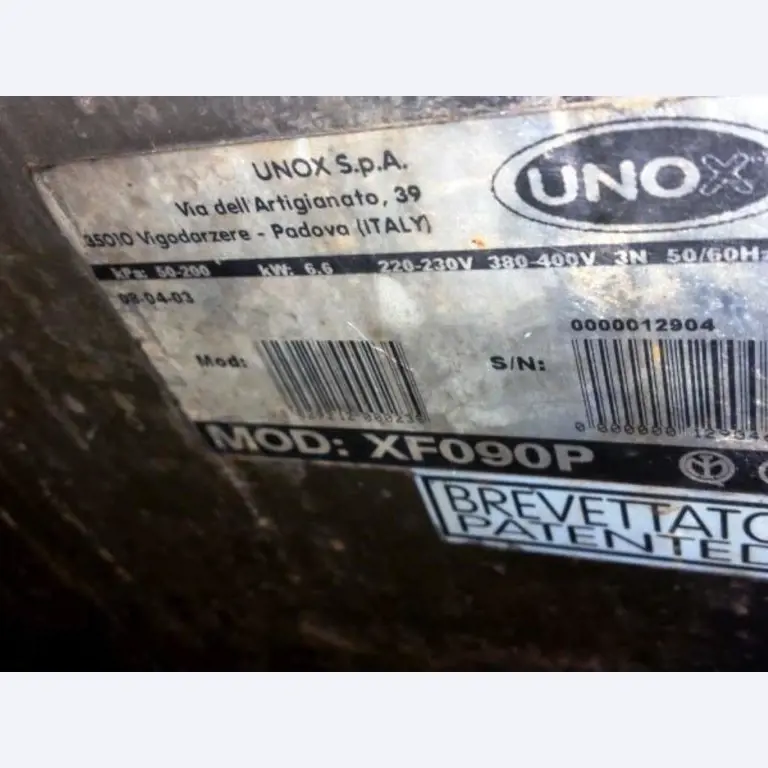 UNOX S.p.A.
Via dell'Artigianato, 39
35010 Vigodarzere - Padova (ITALY)
UNOX
kPa: 50-200 kW: 6.6 220-230V 380-400V 3N 50/60Hz
08-04-03
Mod:
S/N:
0000012904
MOD: XF090P
BREVETTATO
PATENTED